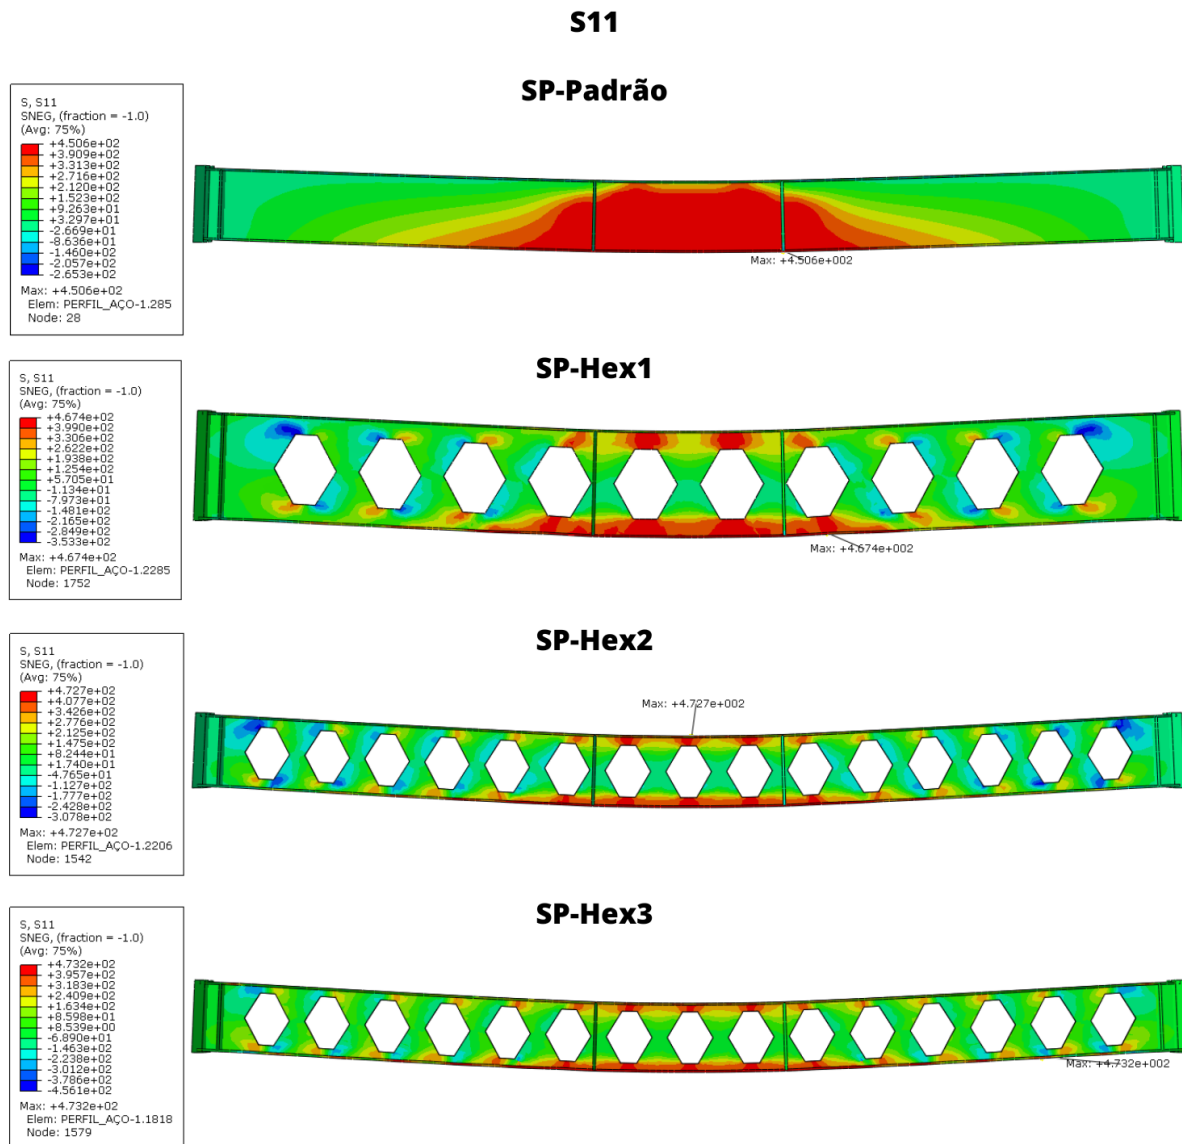 S11
SP-Padrão
S, S11
SNEG, (fraction = -1.0)
(Avg: 75%)
+4.506e+02
+3.909e+02
+3.313e+02
+2.716e+02
+2.120e+02
+1.523e+02
+9.263e+01
+3.297e+01
-2.669e+01
-8.636e+01
-1.460e+02
-2.057e+02
-2.653e+02
Max: +4.506e+02
Elem: PERFIL_AÇO-1.285
Node: 28
Max: +4.506e+002
SP-Hex1
S, S11
SNEG, (fraction = -1.0)
(Avg: 75%)
+4.674e+02
+3.990e+02
+3.306e+02
+2.622e+02
+1.938e+02
+1.254e+02
+5.705e+01
-1.134e+01
-7.973e+01
-1.481e+02
-2.165e+02
-2.849e+02
-3.533e+02
Max: +4.674e+02
Elem: PERFIL_AÇO-1.2285
Node: 1752
Max: +4.674e+002
SP-Hex2
S, S11
SNEG, (fraction = -1.0)
(Avg: 75%)
+4.727e+02
+4.077e+02
+3.426e+02
+2.776e+02
+2.125e+02
+1.475e+02
+8.244e+01
+1.740e+01
-4.765e+01
-1.127e+02
-1.777e+02
-2.428e+02
-3.078e+02
Max: +4.727e+02
Elem: PERFIL_AÇO-1.2206
Node: 1542
Max: +4.727e+002
SP-Hex3
S, S11
SNEG, (fraction = -1.0)
(Avg: 75%)
+4.732e+02
+3.957e+02
+3.183e+02
+2.409e+02
+1.634e+02
+8.598e+01
+8.539e+00
-6.890e+01
-1.463e+02
-2.238e+02
-3.012e+02
-3.786e+02
-4.561e+02
Max: +4.732e+02
Elem: PERFIL_AÇO-1.1818
Node: 1579
Max: +4.732e+002